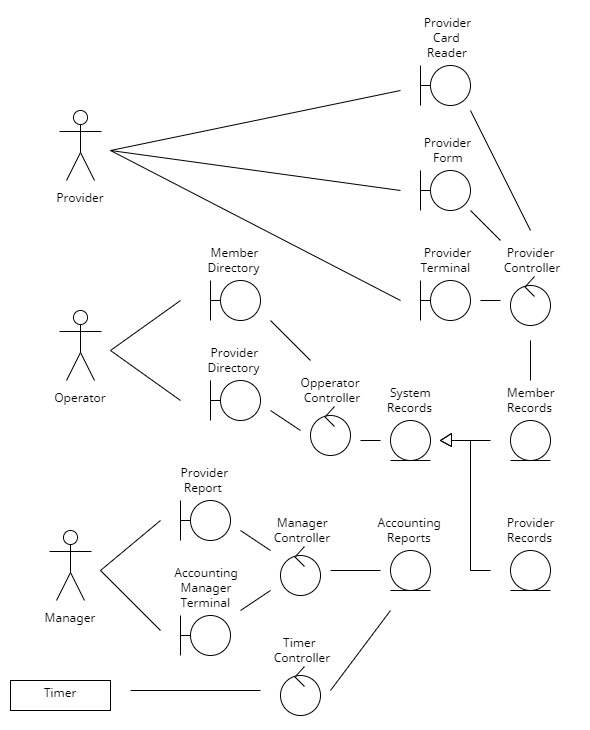 Provider
Card
Reader
Provider
Provider
Form
Member
Directory
Provider
Terminal
Provider
Controller
Operator
Provider
Directory
Opperator
Controller
System
Records
Member
Records
Provider
Report
Manager
Controller
Accounting
Reports
Provider
Records
Manager
Accounting
Manager
Terminal
Timer
Controller
Timer